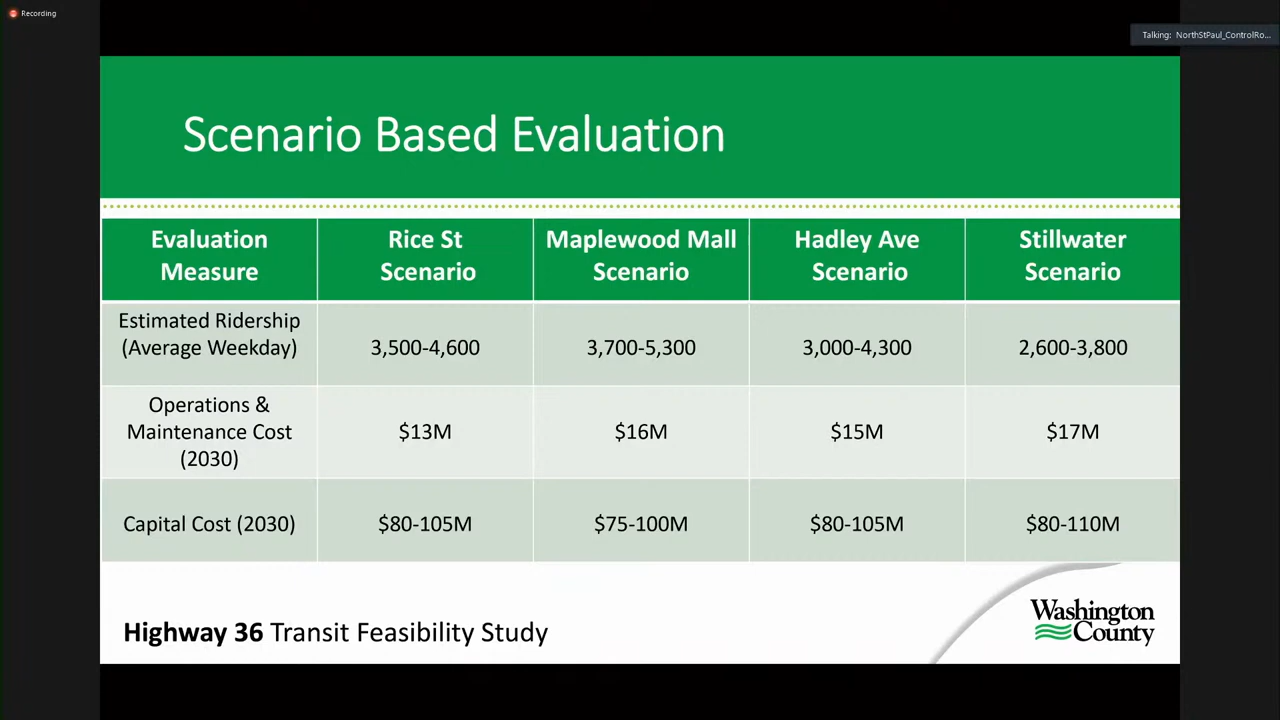 Recording
Talking: NorthStPaul_ControlRo...
Scenario Based Evaluation
Evaluation Measure
Rice St Scenario
Maplewood Mall Scenario
Hadley Ave Scenario
Stillwater Scenario
Estimated Ridership (Average Weekday)
3,500-4,600
3,700-5,300
3,000-4,300
2,600-3,800
Operations & Maintenance Cost (2030)
$13M
$16M
$15M
$17M
Capital Cost (2030)
$80-105M
$75-100M
$80-105M
$80-110M
Highway 36 Transit Feasibility Study
Washington
County